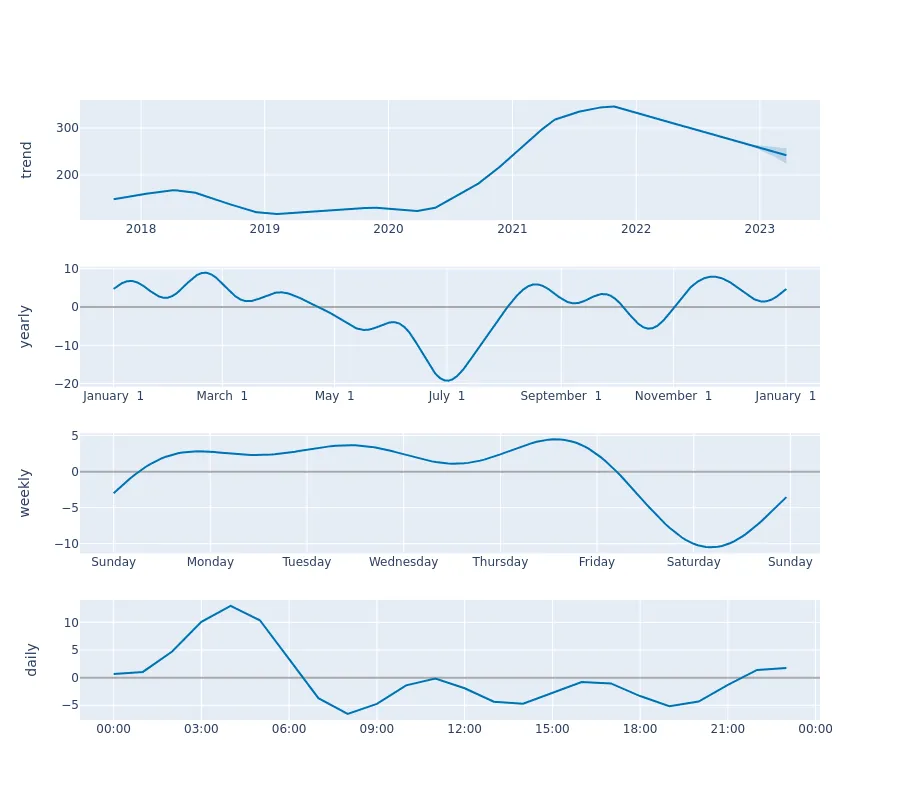 trend
300
200
2018 2019 2020 2021 2022 2023
yearly
10
0
−10
−20
January 1 March 1 May 1 July 1 September 1 November 1 January 1
weekly
5
0
−5
−10
Sunday Monday Tuesday Wednesday Thursday Friday Saturday Sunday
daily
10
5
0
−5
00:00 03:00 06:00 09:00 12:00 15:00 18:00 21:00 00:00